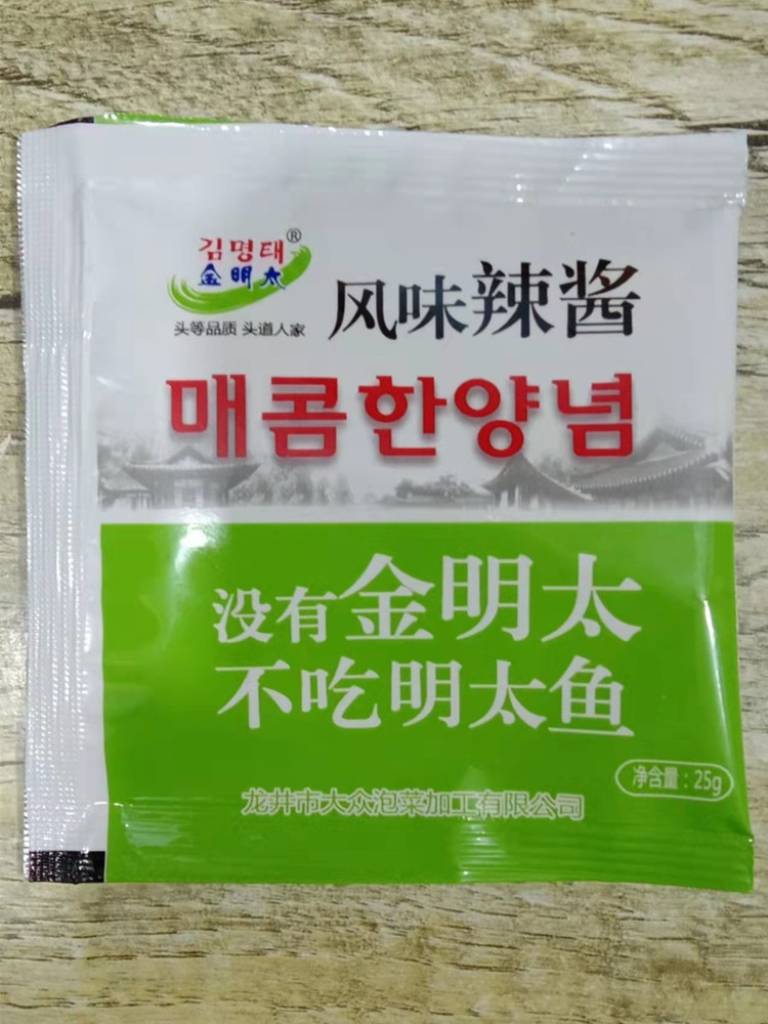 김명태®
金明太
头等品质 头道人家
风味辣酱
매콤한양념
没有金明太
不吃明太鱼
净含量：25g
龙井市大众泡菜加工有限公司